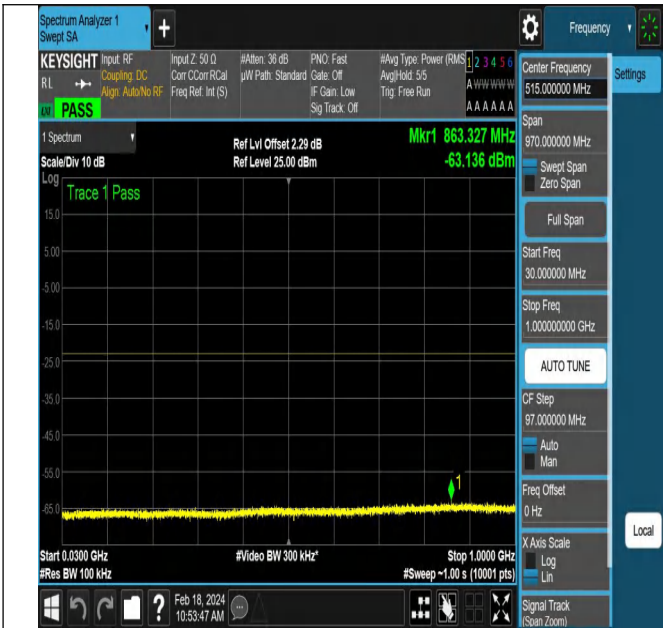 Spectrum Analyzer 1
Swept SA
Frequency
KEYSIGHT
RL
Input: RF
Coupling: DC
Align: Auto/No RF
Input Z: 50 Ω
Corr CCorr RCal
Freq Ref: Int (S)
#Atten: 36 dB
µW Path: Standard
PNO: Fast
Gate: Off
IF Gain: Low
Sig Track: Off
#Avg Type: Power (RMS
Avg|Hold: 5/5
Trig: Free Run
1 2 3 4 5 6
A W W W W W
A A A A A A
PASS
1 Spectrum
Scale/Div 10 dB
Log
Ref Lvl Offset 2.29 dB
Ref Level 25.00 dBm
Mkr1 863.327 MHz
-63.136 dBm
Trace 1 Pass
15.0
5.00
-5.00
-15.0
-25.0
-35.0
-45.0
-55.0
-65.0
1
Start 0.0300 GHz
#Res BW 100 kHz
#Video BW 300 kHz*
Stop 1.0000 GHz
#Sweep ~1.00 s (10001 pts)
Center Frequency
515.000000 MHz
Settings
Span
970.000000 MHz
Swept Span
Zero Span
Full Span
Start Freq
30.000000 MHz
Stop Freq
1.000000000 GHz
AUTO TUNE
CF Step
97.000000 MHz
Auto
Man
Freq Offset
0 Hz
X Axis Scale
Log
Lin
Local
Signal Track
(Span Zoom)
?
Feb 18, 2024
10:53:47 AM